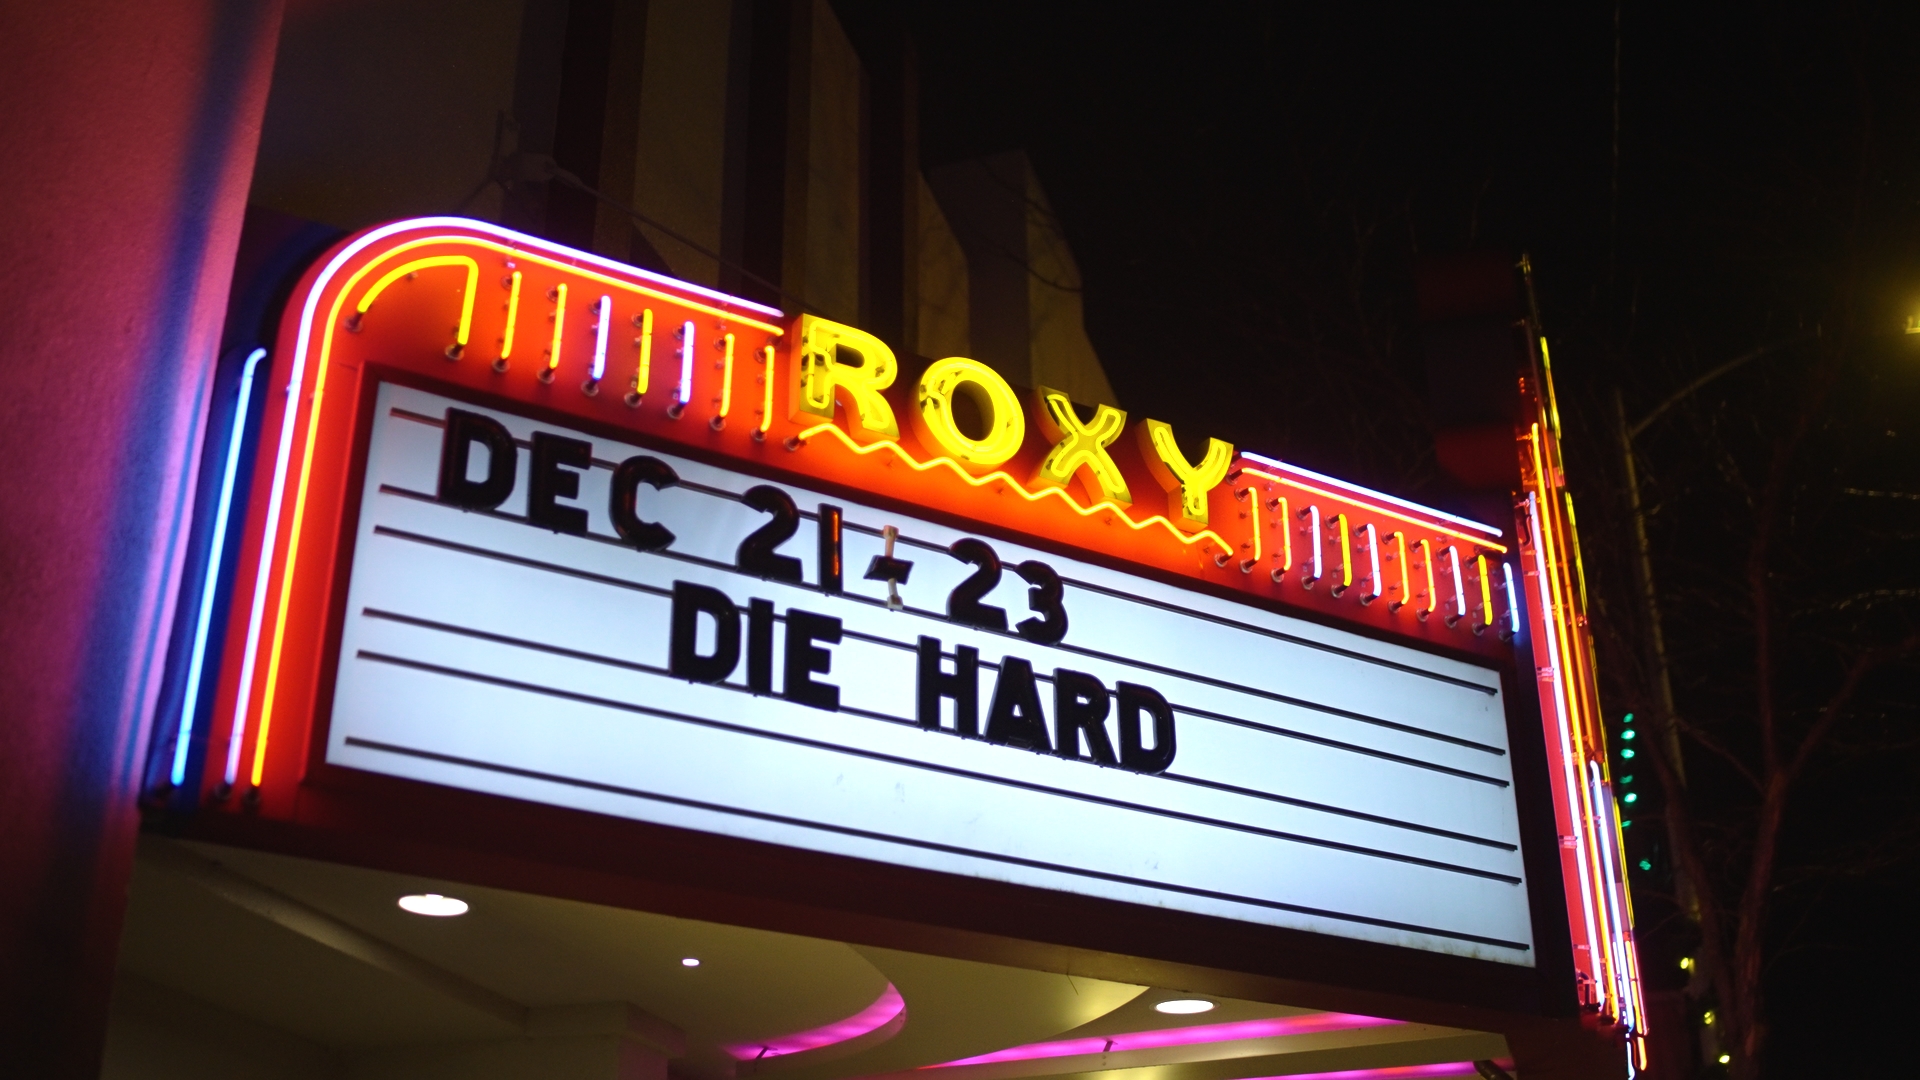 ROXY
DEC 21-23
DIE HARD